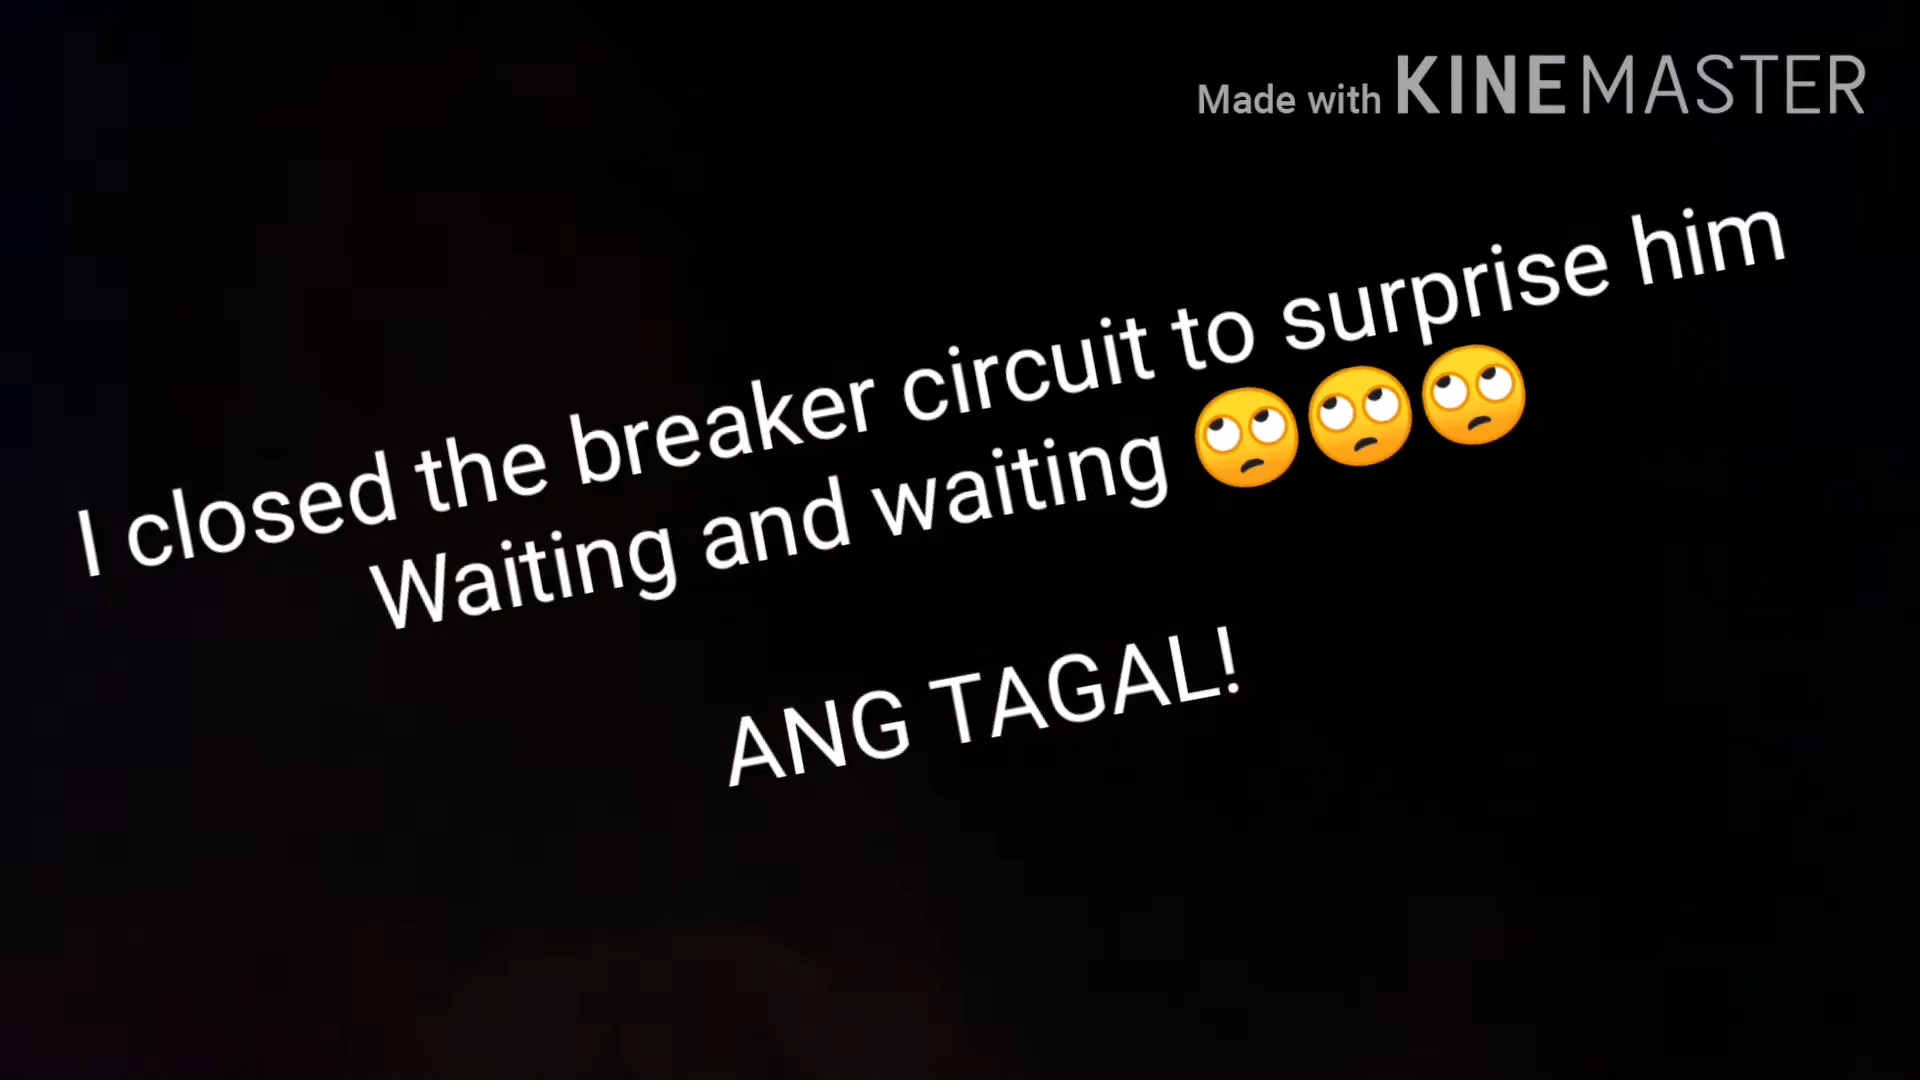 Made with KINEMASTER
I closed the breaker circuit to surprise him
Waiting and waiting 🙄🙄🙄
ANG TAGAL!